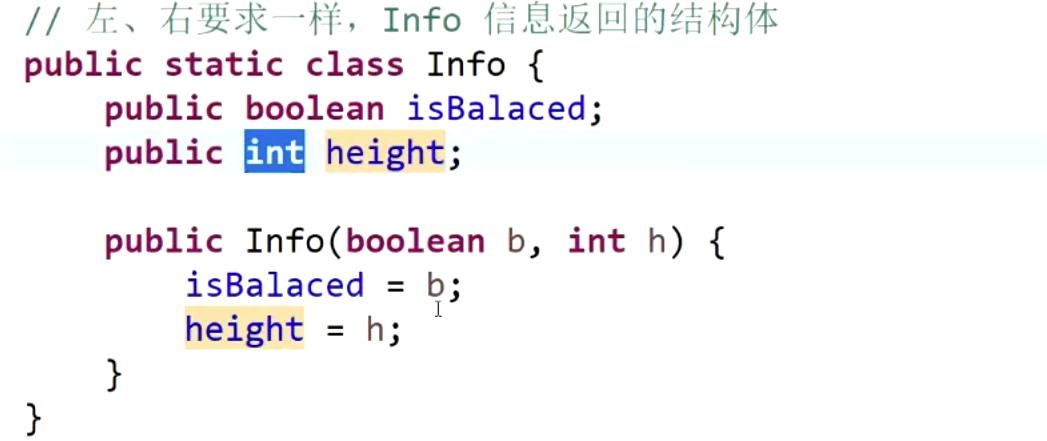 // 左、右要求一样，Info 信息返回的结构体
public static class Info {
    public boolean isBalaced;
    public int height;

    public Info(boolean b, int h) {
        isBalaced = b;
        height = h;
    }
}